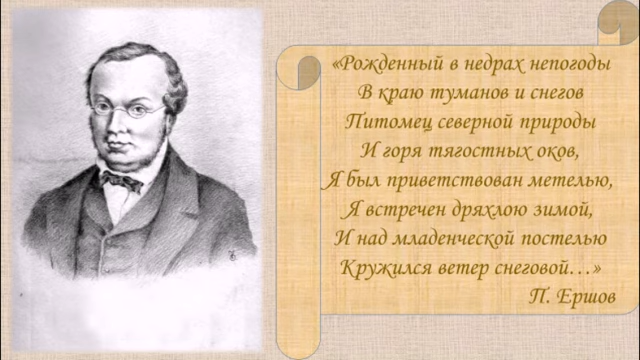 «Рожденный в недрах непогоды
В краю туманов и снегов
Питомец северной природы
И горя тягостных оков,
Я был приветствован метелью,
Я встречен дряхлою зимой,
И над младенческой постелью
Кружился ветер снеговой…»
П. Ершов